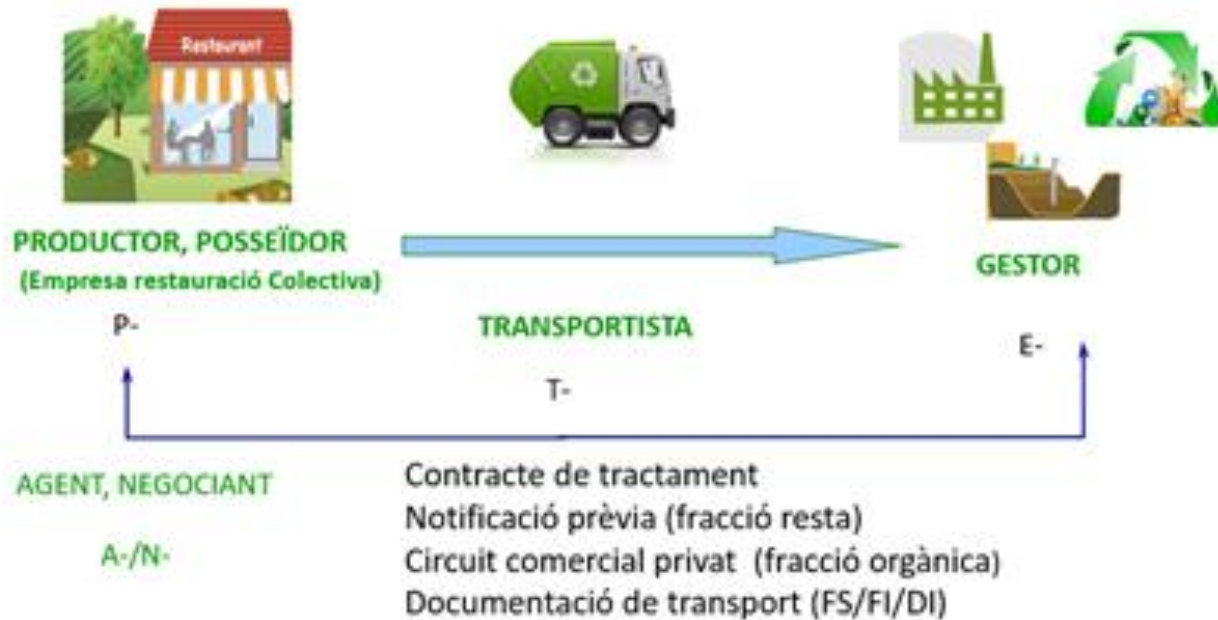 Restaurant
PRODUCTOR, POSSEÏDOR
(Empresa restauració Colectiva)
P-
TRANSPORTISTA
T-
GESTOR
E-
AGENT, NEGOCIANT
A-/N-
Contracte de tractament
Notificació prèvia (fracció resta)
Circuit comercial privat (fracció orgànica)
Documentació de transport (FS/FI/DI)